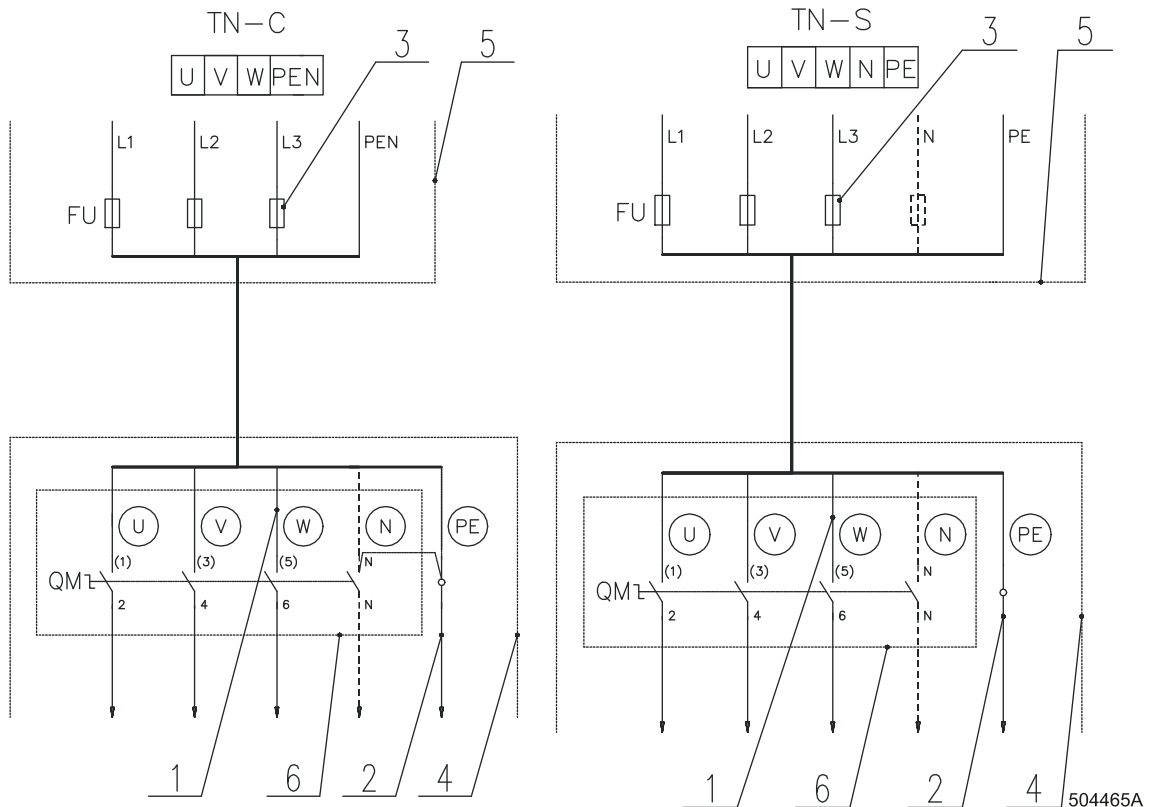 TN-C
U V W PEN
3
5
L1 L2 L3 PEN
FU
U V W N PE
(1) (3) (5) N
QM
2 4 6 N
1 6 2 4
TN-S
U V W N PE
3
5
L1 L2 L3 N PE
FU
U V W N PE
(1) (3) (5) N
QM
2 4 6 N
1 6 2 4
504465A